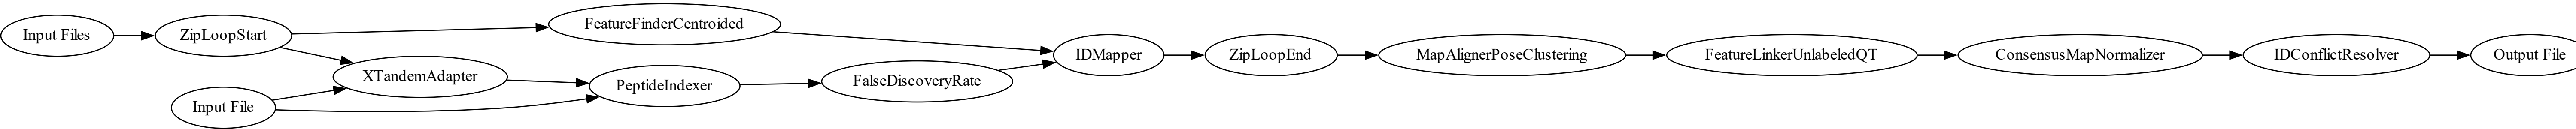 Input Files
ZipLoopStart
FeatureFinderCentroided
XTandemAdapter
Input File
PeptideIndexer
FalseDiscoveryRate
IDMapper
ZipLoopEnd
MapAlignerPoseClustering
FeatureLinkerUnlabeledQT
ConsensusMapNormalizer
IDConflictResolver
Output File